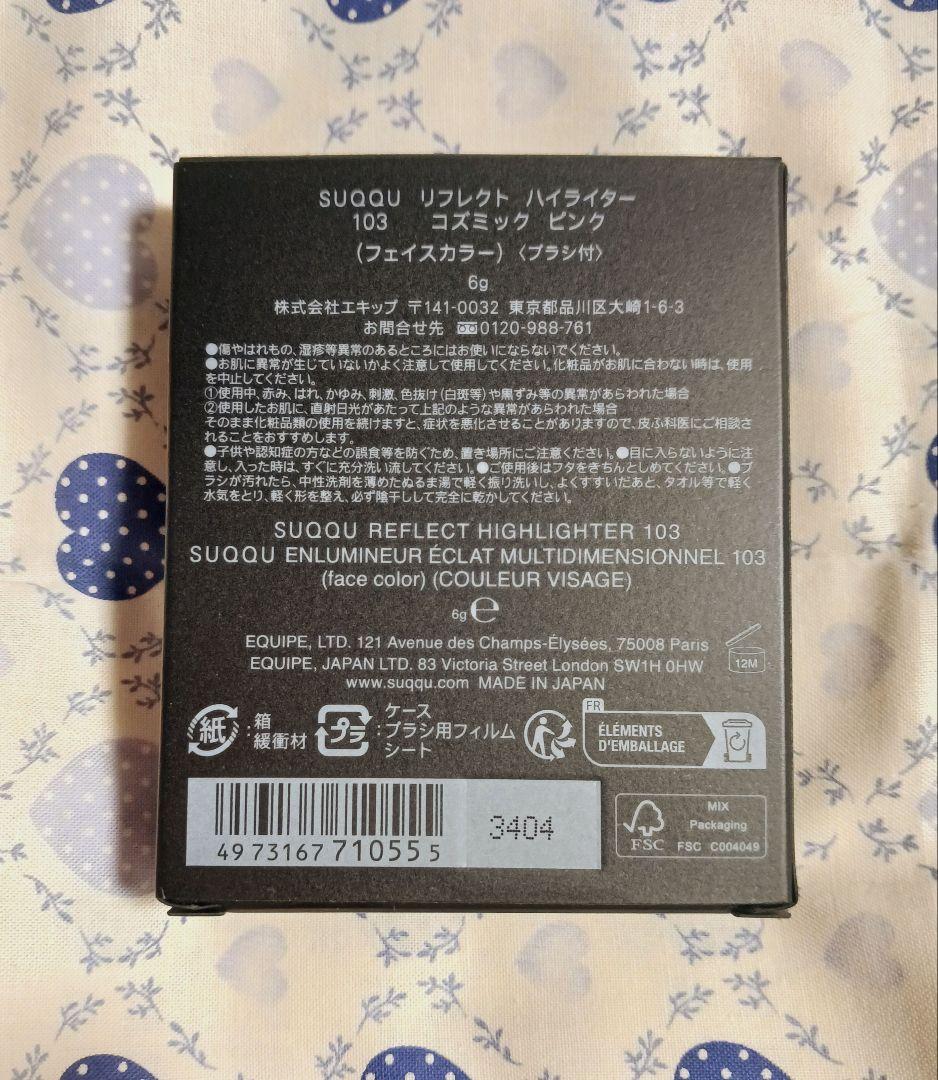 SUQQU リフレクト ハイライター
103 コズミック ピンク
(フェイスカラー) 〈ブラシ付〉
6g
株式会社エキップ 〒141-0032 東京都品川区大崎1-6-3
お問合せ先 0120-988-761
●傷やはれもの、湿疹等異常のあるところにはお使いにならないでください。
●お肌に異常が生じていないかよく注意して使用してください。化粧品がお肌に合わない時は、使用
を中止してください。
①使用中、赤み、はれ、かゆみ、刺激、色抜け(白斑等)や黒ずみ等の異常があらわれた場合
②使用したお肌に、直射日光があたって上記のような異常があらわれた場合
そのまま化粧品類の使用を続けますと、症状を悪化させることがありますので、皮ふ科医にご相談さ
れることをおすすめします。
●子供や認知症の方などの誤食等を防ぐため、置き場所にご注意ください。●目に入らないように注
意し、入った時は、すぐに充分洗い流してください。●ご使用後はフタをきちんとしめてください。●ブ
ラシが汚れたら、中性洗剤を薄めたぬるま湯で軽く振り洗いし、よくすすいだあと、タオル等で軽く
水気をとり、軽く形を整え、必ず陰干しして完全に乾かしてください。
SUQQU REFLECT HIGHLIGHTER 103
SUQQU ENLUMINEUR ÉCLAT MULTIDIMENSIONNEL 103
(face color) (COULEUR VISAGE)
6g e
EQUIPE, LTD. 121 Avenue des Champs-Élysées, 75008 Paris
EQUIPE, JAPAN LTD. 83 Victoria Street London SW1H 0HW
www.suqqu.com MADE IN JAPAN
12M
紙 : 箱
緩衝材
プラ : ケース
ブラシ用フィルム
シート
FR
ÉLÉMENTS
D'EMBALLAGE
4973167710555
3404
FSC
MIX
Packaging
FSC C004049